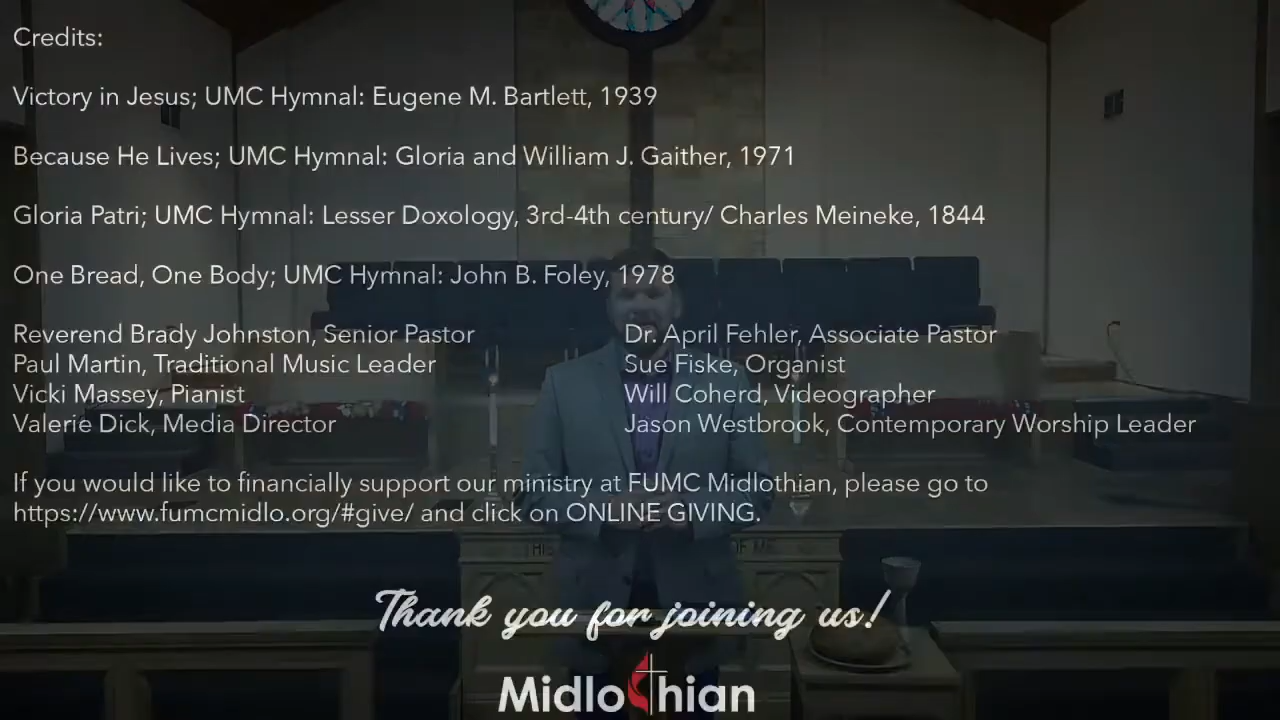 Credits:
Victory in Jesus; UMC Hymnal: Eugene M. Bartlett, 1939
Because He Lives; UMC Hymnal: Gloria and William J. Gaither, 1971
Gloria Patri; UMC Hymnal: Lesser Doxology, 3rd-4th century/ Charles Meineke, 1844
One Bread, One Body; UMC Hymnal: John B. Foley, 1978
Reverend Brady Johnston, Senior Pastor
Paul Martin, Traditional Music Leader
Vicki Massey, Pianist
Valerie Dick, Media Director
Dr. April Fehler, Associate Pastor
Sue Fiske, Organist
Will Coherd, Videographer
Jason Westbrook, Contemporary Worship Leader
If you would like to financially support our ministry at FUMC Midlothian, please go to
https://www.fumcmidlo.org/#give/ and click on ONLINE GIVING.
THIS OF ME
Thank you for joining us!
Midlothian